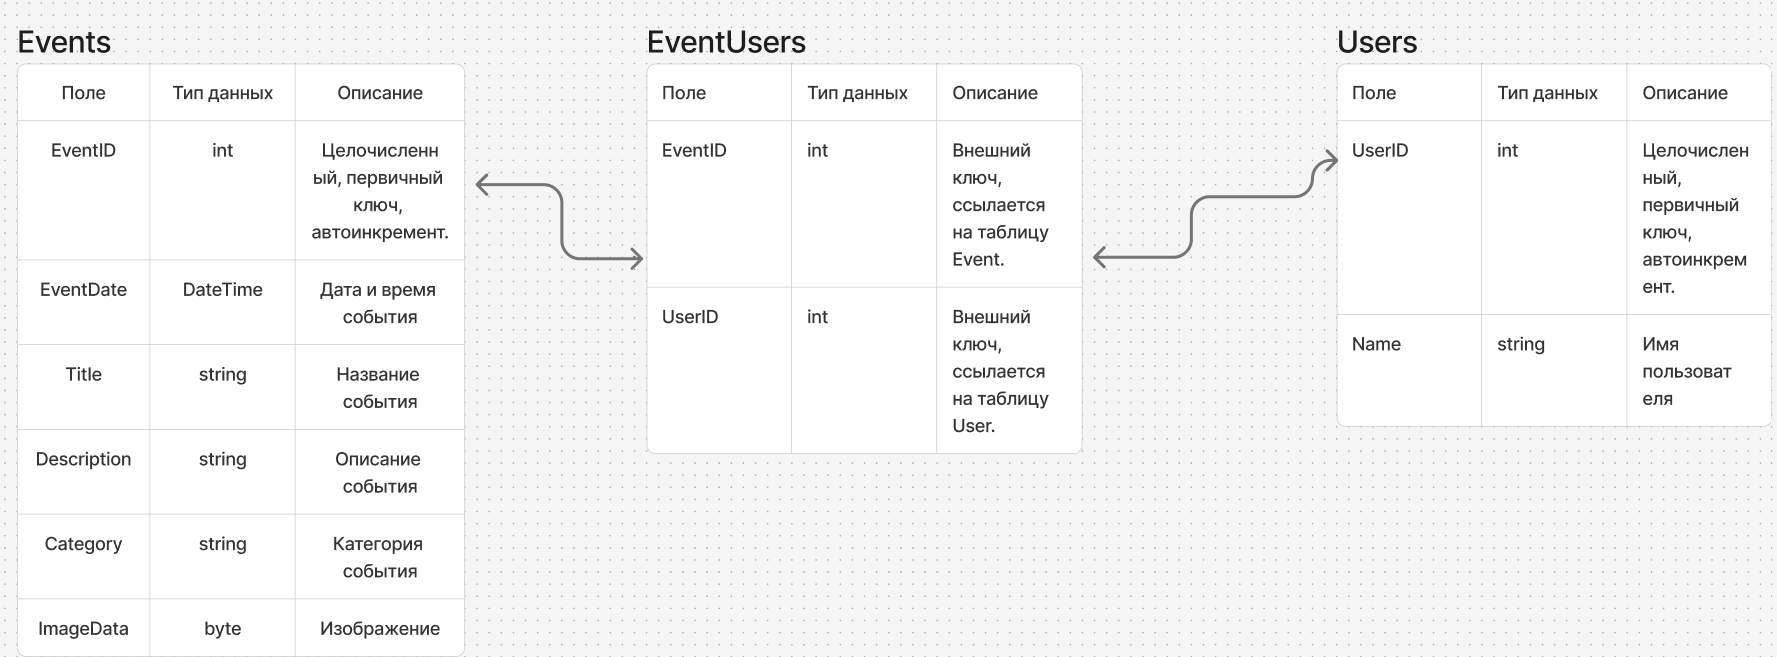 Events
Поле Тип данных Описание
EventID int Целочисленн
ый, первичный
ключ,
автоинкремент.
EventDate DateTime Дата и время
события
Title string Название
события
Description string Описание
события
Category string Категория
события
ImageData byte Изображение
EventUsers
Поле Тип данных Описание
EventID int Внешний
ключ,
ссылается
на таблицу
Event.
UserID int Внешний
ключ,
ссылается
на таблицу
User.
Users
Поле Тип данных Описание
UserID int Целочислен
ный,
первичный
ключ,
автоинкрем
ент.
Name string Имя
пользоват
еля